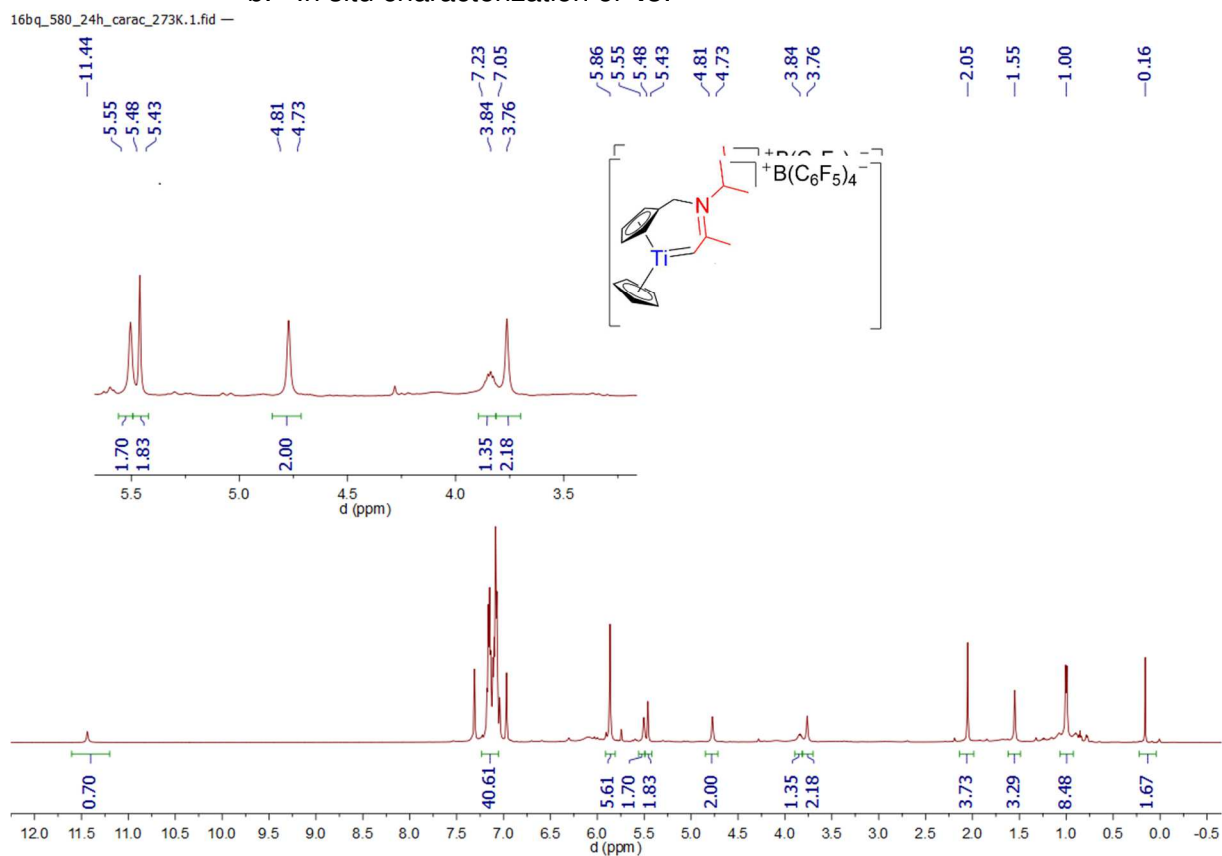 b. In situ characterization of
16bq_580_24h_carac_273K.1.fid —
11.44 7.23 7.05 5.86 5.55 5.48 5.43 4.81 4.73 3.84 3.76 2.05 1.55 1.00 0.16
5.55 5.48 5.43 4.81 4.73 3.84 3.76
+B(C6F5)4−
N
Ti
1.70 1.83 2.00 1.35 2.18
5.5 5.0 4.5 4.0 3.5
d (ppm)
0.70 40.61 5.61 1.70 1.83 2.00 1.35 2.18 3.73 3.29 8.48 1.67
12.0 11.5 11.0 10.5 10.0 9.5 9.0 8.5 8.0 7.5 7.0 6.5 6.0 5.5 5.0 4.5 4.0 3.5 3.0 2.5 2.0 1.5 1.0 0.5 0.0 -0.5
d (ppm)